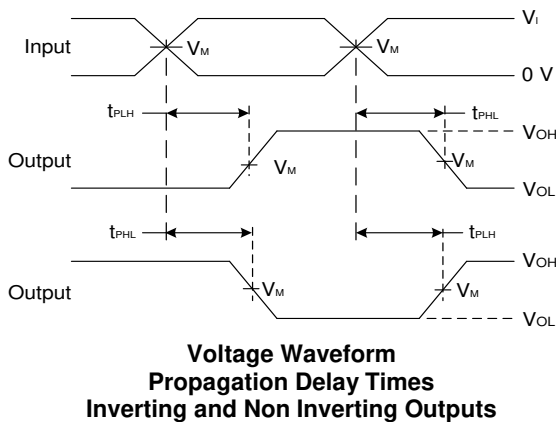 Input
VM
VM
VI
0 V
tPLH
tPHL
Output
VM
VM
VOH
VOL
tPHL
tPLH
Output
VM
VM
VOH
VOL
Voltage Waveform
Propagation Delay Times
Inverting and Non Inverting Outputs